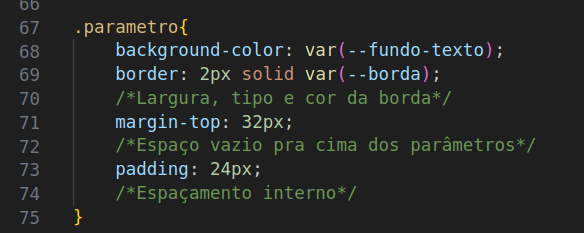 66
67 .parametro{
68 background-color: var(--fundo-texto);
69 border: 2px solid var(--borda);
70 /*Largura, tipo e cor da borda*/
71 margin-top: 32px;
72 /*Espaço vazio pra cima dos parâmetros*/
73 padding: 24px;
74 /*Espaçamento interno*/
75 }